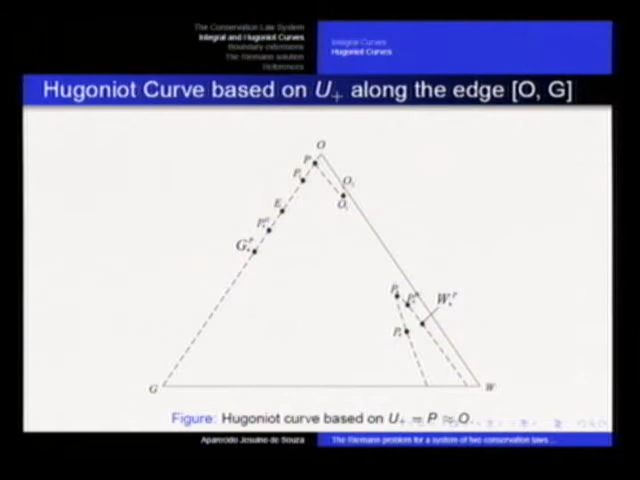 The Conservation Law System
Integral and Hugoniot Curves
Boundary extensions
The Riemann solution
References
Integral Curves
Hugoniot Curves
Hugoniot Curve based on U₊ along the edge [O, G]
O
P
E
G
W
Figure: Hugoniot curve based on U₊ = P ≈ O.
Aparecido Jesuino de Souza
The Riemann problem for a system of two conservation laws ...